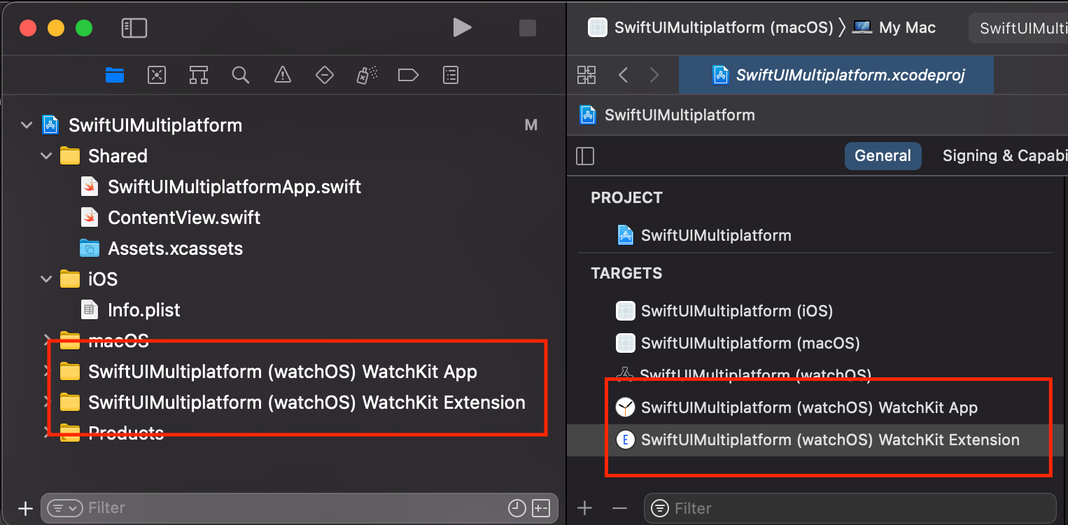 SwiftUIMultiplatform
M
Shared
SwiftUIMultiplatformApp.swift
ContentView.swift
Assets.xcassets
iOS
Info.plist
macOS
SwiftUIMultiplatform (watchOS) WatchKit App
SwiftUIMultiplatform (watchOS) WatchKit Extension
Products
Filter
SwiftUIMultiplatform (macOS)
My Mac
SwiftUIMulti
SwiftUIMultiplatform.xcodeproj
SwiftUIMultiplatform
General
Signing & Capabi
PROJECT
SwiftUIMultiplatform
TARGETS
SwiftUIMultiplatform (iOS)
SwiftUIMultiplatform (macOS)
SwiftUIMultiplatform (watchOS)
SwiftUIMultiplatform (watchOS) WatchKit App
E SwiftUIMultiplatform (watchOS) WatchKit Extension
Filter